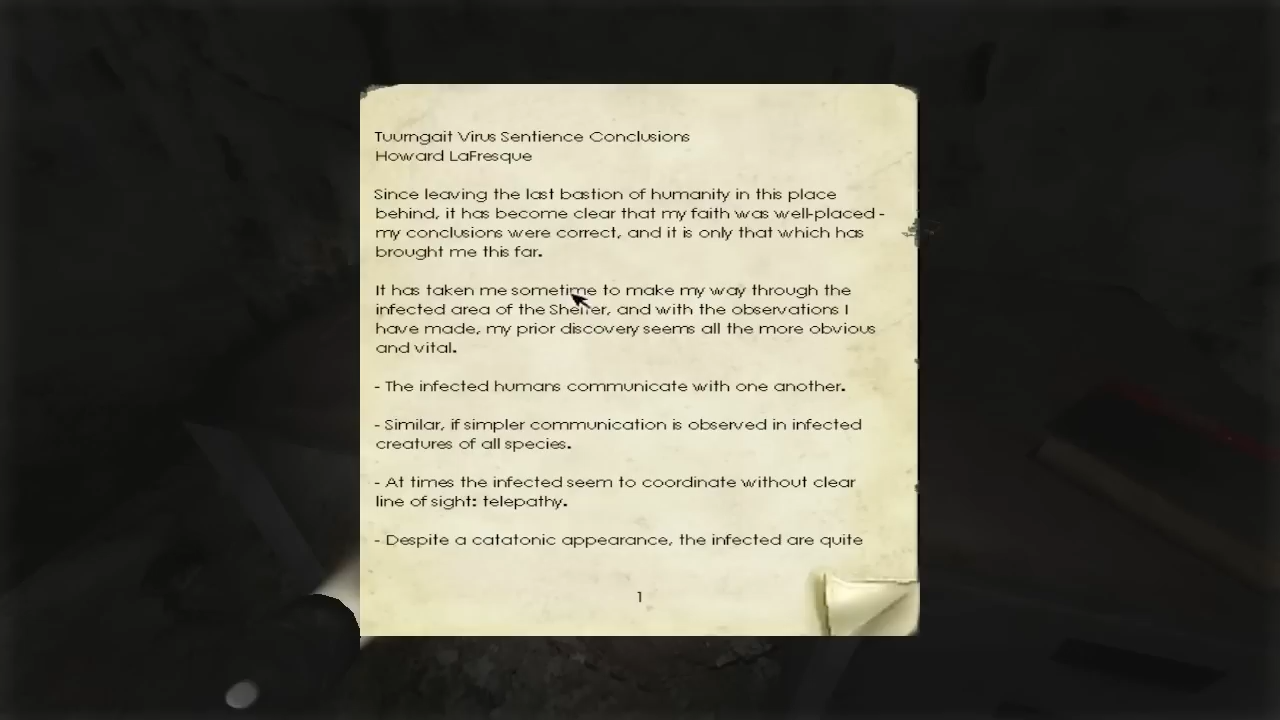 Tuurngait Virus Sentience Conclusions
Howard LaFresque
Since leaving the last bastion of humanity in this place
behind, it has become clear that my faith was well-placed -
my conclusions were correct, and it is only that which has
brought me this far.
It has taken me sometime to make my way through the
infected area of the Shelter, and with the observations I
have made, my prior discovery seems all the more obvious
and vital.
- The infected humans communicate with one another.
- Similar, if simpler communication is observed in infected
creatures of all species.
- At times the infected seem to coordinate without clear
line of sight: telepathy.
- Despite a catatonic appearance, the infected are quite
1